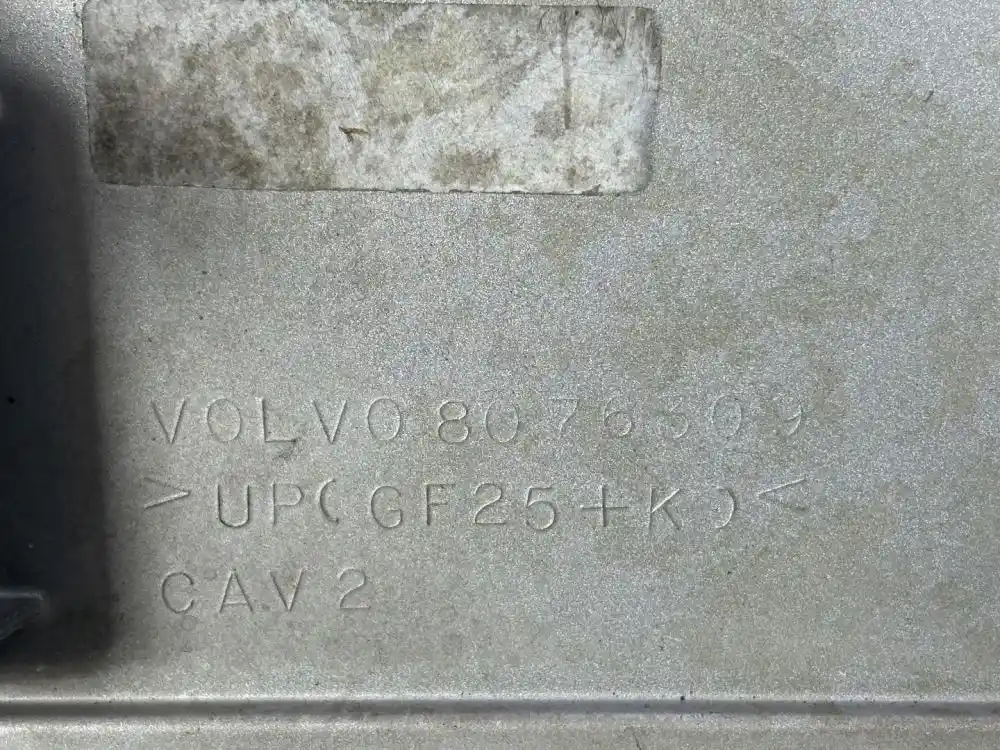 VOLVO 8076309
>UP(GF25+K)<
CAV 2